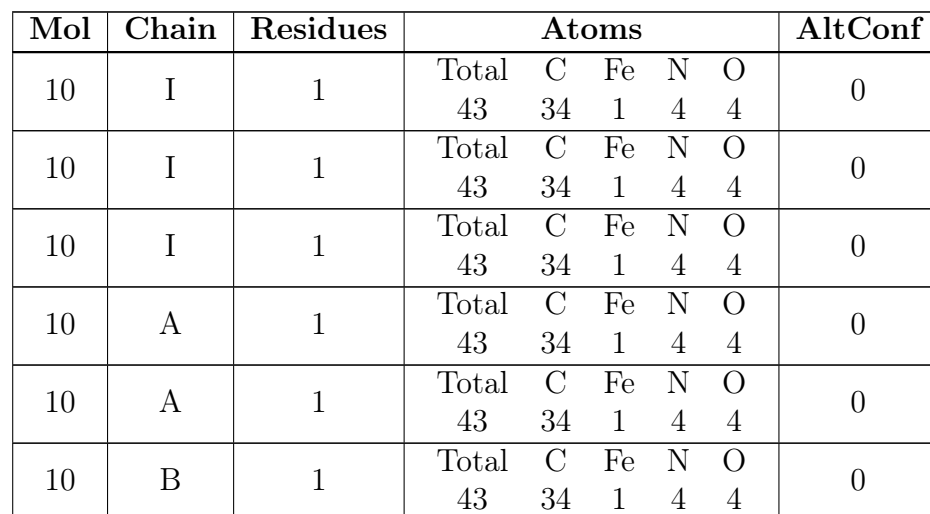 Mol Chain Residues Atoms AltConf
10 I 1 Total C Fe N O 0
43 34 1 4 4
10 I 1 Total C Fe N O 0
43 34 1 4 4
10 I 1 Total C Fe N O 0
43 34 1 4 4
10 A 1 Total C Fe N O 0
43 34 1 4 4
10 A 1 Total C Fe N O 0
43 34 1 4 4
10 B 1 Total C Fe N O 0
43 34 1 4 4